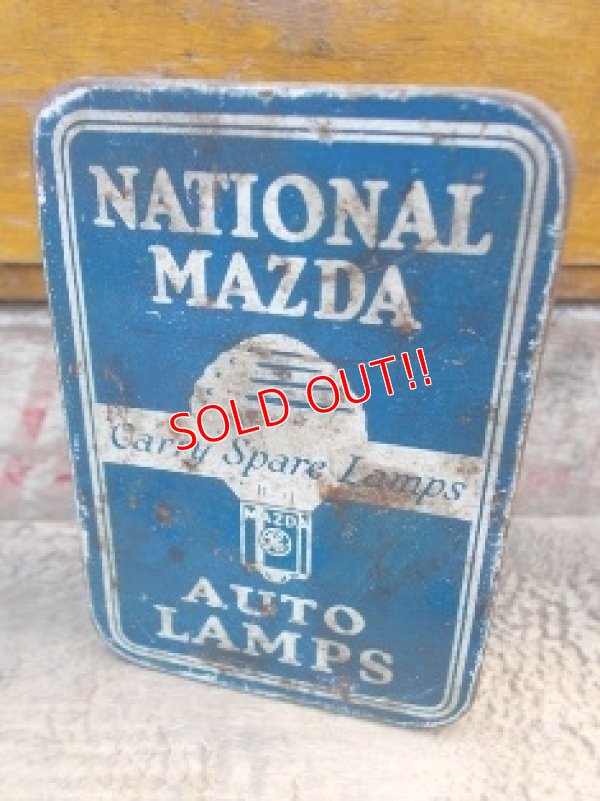 NATIONAL
MAZDA
SOLD OUT!!
Carry Spare Lamps
MAZDA
AUTO
LAMPS